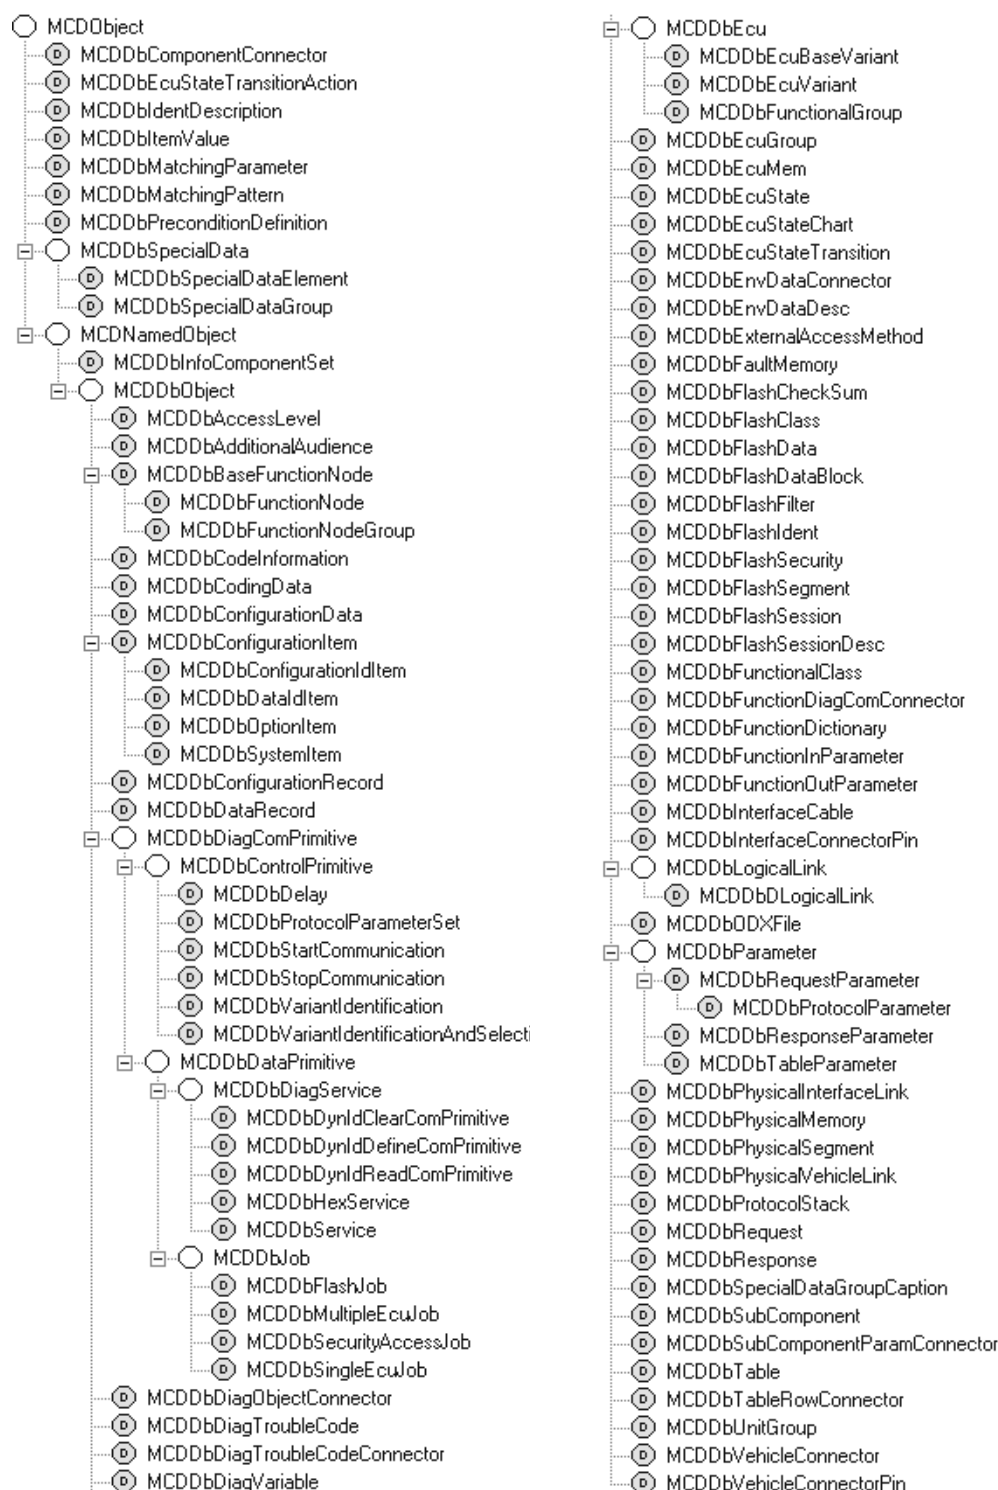 MCDObject
MCDDbComponentConnector
MCDDbEcuStateTransitionAction
MCDDbIdentDescription
MCDDbItemValue
MCDDbMatchingParameter
MCDDbMatchingPattern
MCDDbPreconditionDefinition
MCDDbSpecialData
MCDDbSpecialDataElement
MCDDbSpecialDataGroup
MCDNamedObject
MCDDbInfoComponentSet
MCDDbObject
MCDDbAccessLevel
MCDDbAdditionalAudience
MCDDbBaseFunctionNode
MCDDbFunctionNode
MCDDbFunctionNodeGroup
MCDDbCodeInformation
MCDDbCodingData
MCDDbConfigurationData
MCDDbConfigurationItem
MCDDbConfigurationIdItem
MCDDbDataIdItem
MCDDbOptionItem
MCDDbSystemItem
MCDDbConfigurationRecord
MCDDbDataRecord
MCDDbDiagComPrimitive
MCDDbControlPrimitive
MCDDbDelay
MCDDbProtocolParameterSet
MCDDbStartCommunication
MCDDbStopCommunication
MCDDbVariantIdentification
MCDDbVariantIdentificationAndSelecti
MCDDbDataPrimitive
MCDDbDiagService
MCDDbDynIdClearComPrimitive
MCDDbDynIdDefineComPrimitive
MCDDbDynIdReadComPrimitive
MCDDbHexService
MCDDbService
MCDDbJob
MCDDbFlashJob
MCDDbMultipleEcuJob
MCDDbSecurityAccessJob
MCDDbSingleEcuJob
MCDDbDiagObjectConnector
MCDDbDiagTroubleCode
MCDDbDiagTroubleCodeConnector
MCDDbDiagVariable
MCDDbEcu
MCDDbEcuBaseVariant
MCDDbEcuVariant
MCDDbFunctionalGroup
MCDDbEcuGroup
MCDDbEcuMem
MCDDbEcuState
MCDDbEcuStateChart
MCDDbEcuStateTransition
MCDDbEnvDataConnector
MCDDbEnvDataDesc
MCDDbExternalAccessMethod
MCDDbFaultMemory
MCDDbFlashCheckSum
MCDDbFlashClass
MCDDbFlashData
MCDDbFlashDataBlock
MCDDbFlashFilter
MCDDbFlashIdent
MCDDbFlashSecurity
MCDDbFlashSegment
MCDDbFlashSession
MCDDbFlashSessionDesc
MCDDbFunctionalClass
MCDDbFunctionDiagComConnector
MCDDbFunctionDictionary
MCDDbFunctionInParameter
MCDDbFunctionOutParameter
MCDDbInterfaceCable
MCDDbInterfaceConnectorPin
MCDDbLogicalLink
MCDDbDLogicalLink
MCDDbODXFile
MCDDbParameter
MCDDbRequestParameter
MCDDbProtocolParameter
MCDDbResponseParameter
MCDDbTableParameter
MCDDbPhysicalInterfaceLink
MCDDbPhysicalMemory
MCDDbPhysicalSegment
MCDDbPhysicalVehicleLink
MCDDbProtocolStack
MCDDbRequest
MCDDbResponse
MCDDbSpecialDataGroupCaption
MCDDbSubComponent
MCDDbSubComponentParamConnector
MCDDbTable
MCDDbTableRowConnector
MCDDbUnitGroup
MCDDbVehicleConnector
MCDDbVehicleConnectorPin